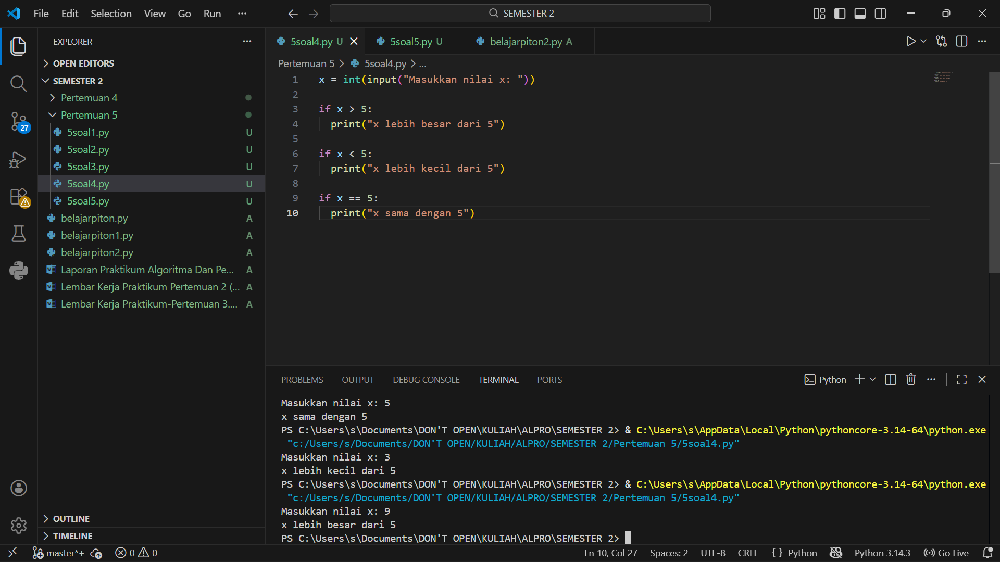 File Edit Selection View Go Run ...
SEMESTER 2
EXPLORER
OPEN EDITORS
SEMESTER 2
Pertemuan 4
Pertemuan 5
5soal1.py U
5soal2.py U
5soal3.py U
5soal4.py U
5soal5.py U
belajarpiton.py A
belajarpiton1.py A
belajarpiton2.py A
Laporan Praktikum Algoritma Dan Pe... A
Lembar Kerja Praktikum Pertemuan 2 (... A
Lembar Kerja Praktikum-Pertemuan 3.... A
27
OUTLINE
TIMELINE
5soal4.py U 5soal5.py U belajarpiton2.py A
Pertemuan 5 > 5soal4.py > ...
1 x = int(input("Masukkan nilai x: "))
2
3 if x > 5:
4   print("x lebih besar dari 5")
5
6 if x < 5:
7   print("x lebih kecil dari 5")
8
9 if x == 5:
10   print("x sama dengan 5")
PROBLEMS OUTPUT DEBUG CONSOLE TERMINAL PORTS
Python
Masukkan nilai x: 5
x sama dengan 5
PS C:\Users\s\Documents\DON'T OPEN\KULIAH\ALPRO\SEMESTER 2> & C:\Users\s\AppData\Local\Python\pythoncore-3.14-64\python.exe
"c:/Users/s/Documents/DON'T OPEN/KULIAH/ALPRO/SEMESTER 2/Pertemuan 5/5soal4.py"
Masukkan nilai x: 3
x lebih kecil dari 5
PS C:\Users\s\Documents\DON'T OPEN\KULIAH\ALPRO\SEMESTER 2> & C:\Users\s\AppData\Local\Python\pythoncore-3.14-64\python.exe
"c:/Users/s/Documents/DON'T OPEN/KULIAH/ALPRO/SEMESTER 2/Pertemuan 5/5soal4.py"
Masukkan nilai x: 9
x lebih besar dari 5
PS C:\Users\s\Documents\DON'T OPEN\KULIAH\ALPRO\SEMESTER 2>
master*+ 0 0 Ln 10, Col 27 Spaces: 2 UTF-8 CRLF { } Python Python 3.14.3 Go Live